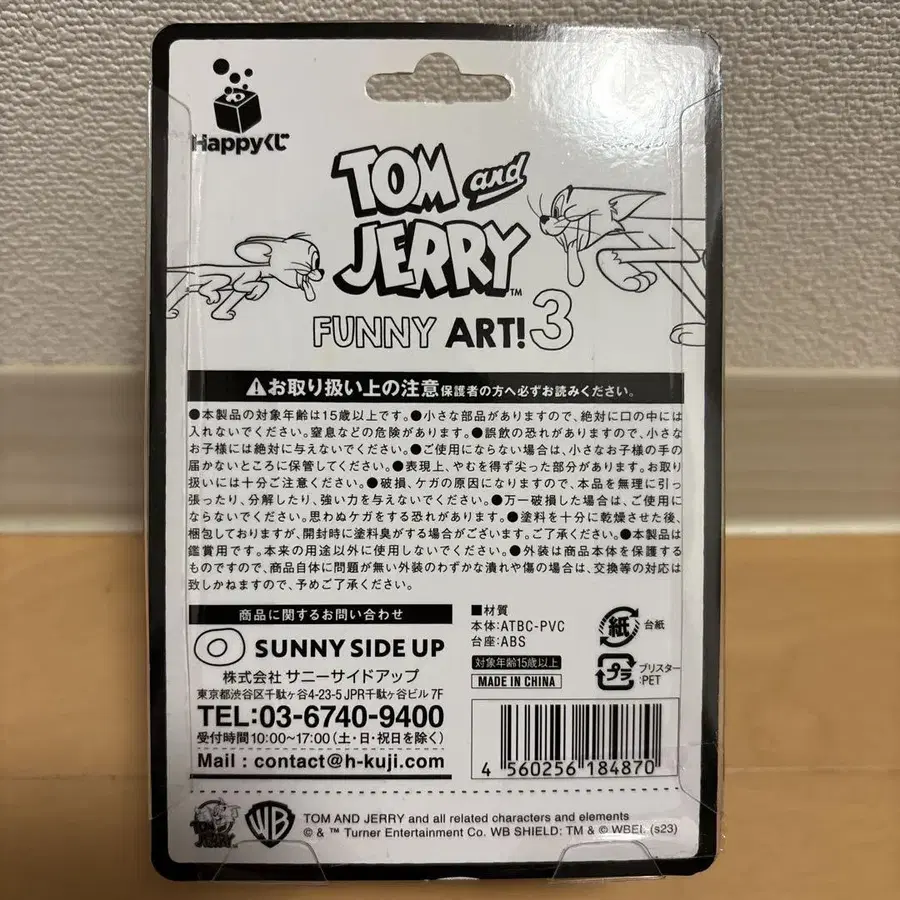 Happyくじ
TOM and
JERRY™
FUNNY ART!3
⚠お取り扱い上の注意 保護者の方へ必ずお読みください。
●本製品の対象年齢は15歳以上です。●小さな部品がありますので、絶対に口の中には
入れないでください。窒息などの危険があります。●誤飲の恐れがありますので、小さな
お子様には絶対に与えないでください。●ご使用にならない場合は、小さなお子様の手の
届かないところに保管してください。●表現上、やむを得ず尖った部分があります。お取り
扱いには十分ご注意ください。●破損、ケガの原因になりますので、本品を無理に引っ
張ったり、分解したり、強い力を与えないでください。●万一破損した場合は、ご使用に
ならないでください。思わぬケガをする恐れがあります。●塗料を十分に乾燥させた後、
梱包しておりますが、開封時に塗料臭がする場合がございます。ご了承ください。●本製品は
鑑賞用です。本来の用途以外に使用しないでください。●外装は商品本体を保護する
ものですので、商品自体に問題が無い外装のわずかな潰れや傷の場合は、交換等の対応は
致しかねますので、予めご了承ください。
商品に関するお問い合わせ
SUNNY SIDE UP
株式会社 サニーサイドアップ
東京都渋谷区千駄ヶ谷4-23-5 JPR千駄ヶ谷ビル 7F
TEL:03-6740-9400
受付時間 10:00~17:00(土・日・祝日を除く)
Mail : contact@h-kuji.com
■材質
本体:ATBC-PVC
台座:ABS
対象年齢15歳以上
MADE IN CHINA
紙 台紙
プラ ブリスター
:PET
4 560256 184870
TOM and JERRY
WB
TOM AND JERRY and all related characters and elements
© & ™ Turner Entertainment Co. WB SHIELD: TM & © WBEI. (s23)